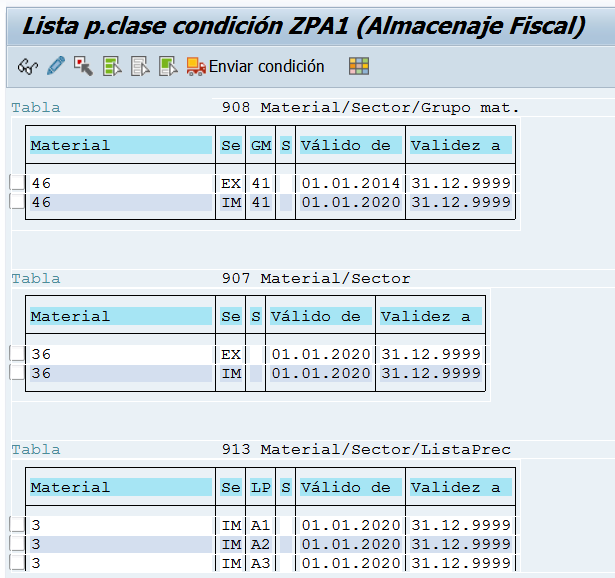 Lista p.clase condición ZPA1 (Almacenaje Fiscal)
Enviar condición
Tabla 908 Material/Sector/Grupo mat.
Material Se GM S Válido de Validez a
46 EX 41 01.01.2014 31.12.9999
46 IM 41 01.01.2020 31.12.9999
Tabla 907 Material/Sector
Material Se S Válido de Validez a
36 EX 01.01.2020 31.12.9999
36 IM 01.01.2020 31.12.9999
Tabla 913 Material/Sector/ListaPrec
Material Se LP S Válido de Validez a
3 IM A1 01.01.2020 31.12.9999
3 IM A2 01.01.2020 31.12.9999
3 IM A3 01.01.2020 31.12.9999